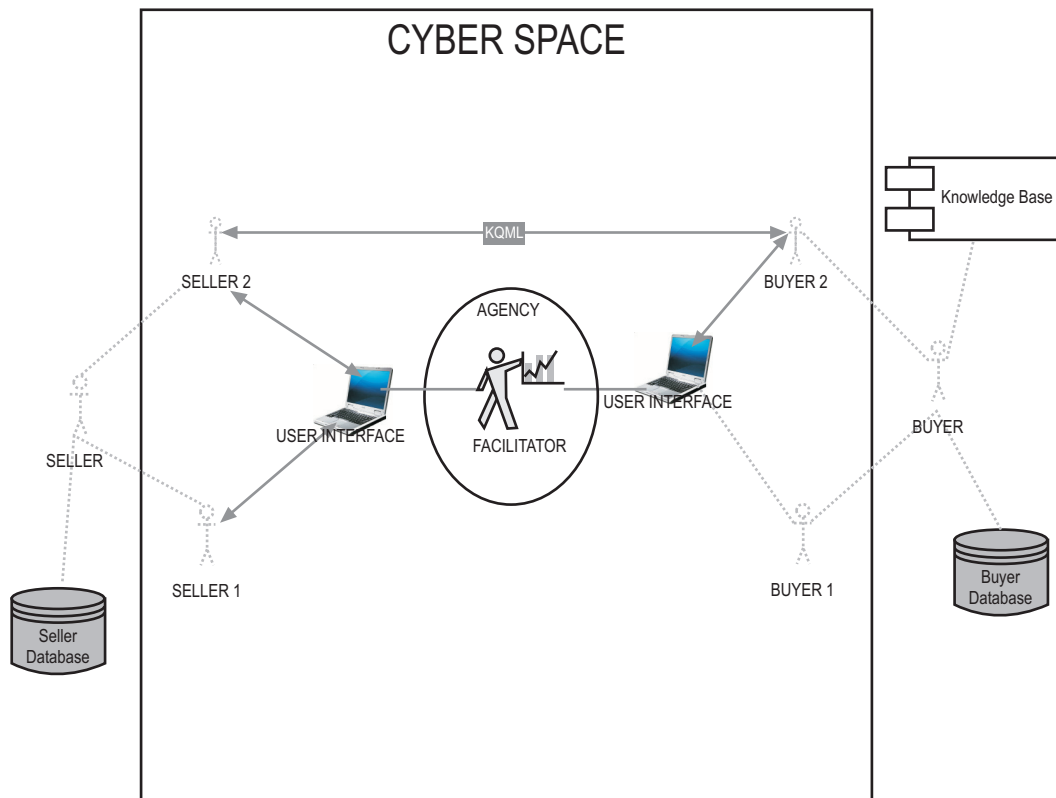 CYBER SPACE
Knowledge Base
KQML
SELLER 2
BUYER 2
AGENCY
USER INTERFACE
USER INTERFACE
FACILITATOR
SELLER
BUYER
SELLER 1
BUYER 1
Seller
Database
Buyer
Database